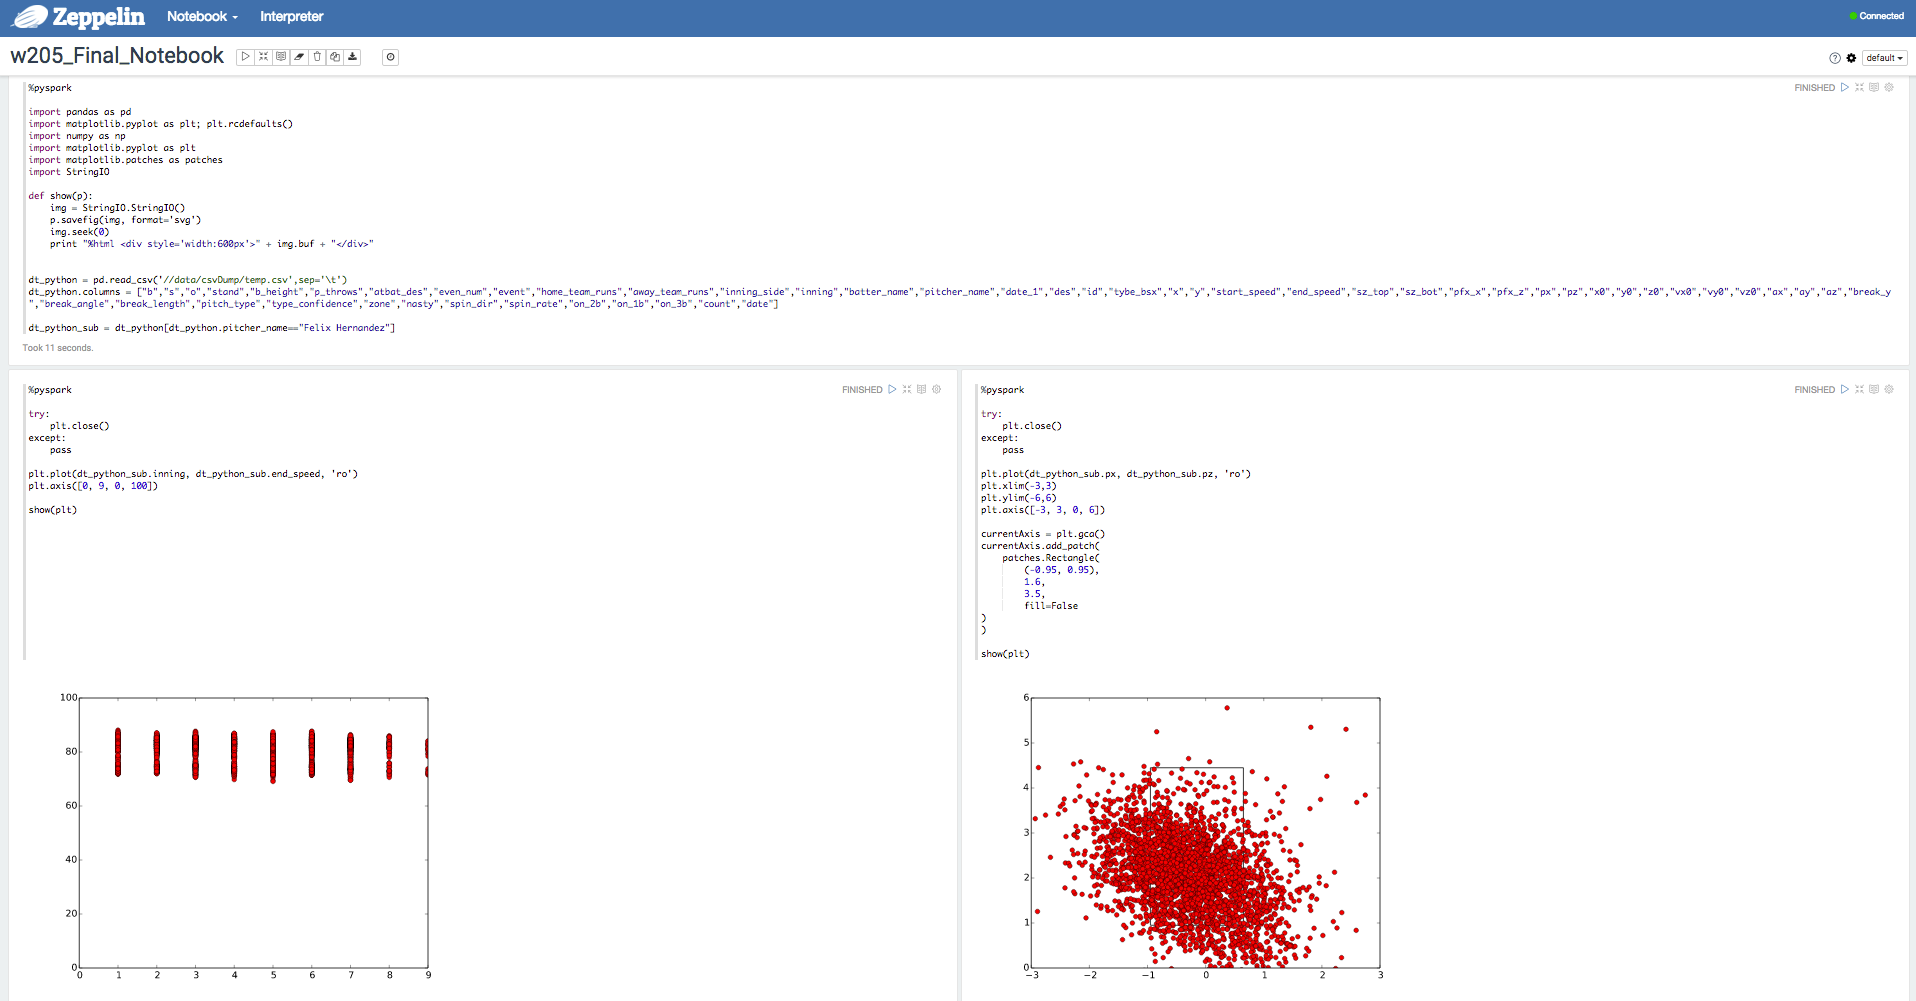 Zeppelin Notebook Interpreter Connected
w205_Final_Notebook default
%pyspark FINISHED
import pandas as pd
import matplotlib.pyplot as plt; plt.rcdefaults()
import numpy as np
import matplotlib.pyplot as plt
import matplotlib.patches as patches
import StringIO
def show(p):
    img = StringIO.StringIO()
    p.savefig(img, format='svg')
    img.seek(0)
    print "%html <div style='width:600px'>" + img.buf + "</div>"
dt_python = pd.read_csv('//data/csvDump/temp.csv',sep='\t')
dt_python.columns = ["b","s","o","stand","b_height","p_throws","atbat_des","even_num","event","home_team_runs","away_team_runs","inning_side","inning","batter_name","pitcher_name","date_1","des","id","tybe_bsx","x","y","start_speed","end_speed","sz_top","sz_bot","pfx_x","pfx_z","px","pz","x0","y0","z0","vx0","vy0","vz0","ax","ay","az","break_y
","break_angle","break_length","pitch_type","type_confidence","zone","nasty","spin_dir","spin_rate","on_2b","on_1b","on_3b","count","date"]
dt_python_sub = dt_python[dt_python.pitcher_name=="Felix Hernandez"]
Took 11 seconds.
%pyspark FINISHED
try:
    plt.close()
except:
    pass
plt.plot(dt_python_sub.inning, dt_python_sub.end_speed, 'ro')
plt.axis([0, 9, 0, 100])
show(plt)
100
80
60
40
20
0
0 1 2 3 4 5 6 7 8 9
%pyspark FINISHED
try:
    plt.close()
except:
    pass
plt.plot(dt_python_sub.px, dt_python_sub.pz, 'ro')
plt.xlim(-3,3)
plt.ylim(-6,6)
plt.axis([-3, 3, 0, 6])
currentAxis = plt.gca()
currentAxis.add_patch(
    patches.Rectangle(
        (-0.95, 0.95),
        1.6,
        3.5,
        fill=False
)
)
show(plt)
6
5
4
3
2
1
0
−3 −2 −1 0 1 2 3